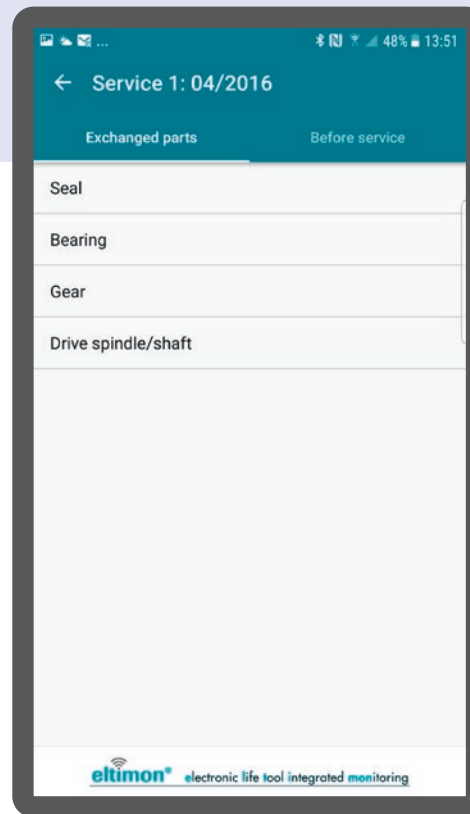 ... 48% 13:51
Service 1: 04/2016
Exchanged parts Before service
Seal
Bearing
Gear
Drive spindle/shaft
eltimon® electronic life tool integrated monitoring